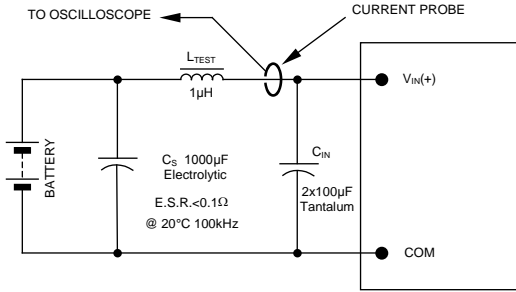 TO OSCILLOSCOPE
CURRENT PROBE
LTEST
1µH
VIN(+)
BATTERY
CS 1000µF
Electrolytic
E.S.R.<0.1Ω
@ 20°C 100kHz
CIN
2x100µF
Tantalum
COM